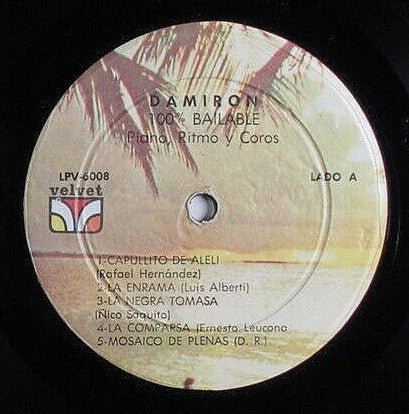 DAMIRON
100% BAILABLE
Piano, Ritmo y Coros
LPV-6008
LADO A
velvet
1-CAPULLITO DE ALELI
(Rafael Hernández)
2-LA ENRAMA (Luis Alberti)
3-LA NEGRA TOMASA
(Ñico Saquito)
4-LA COMPARSA (Ernesto Leucona
5-MOSAICO DE PLENAS (D. R.)